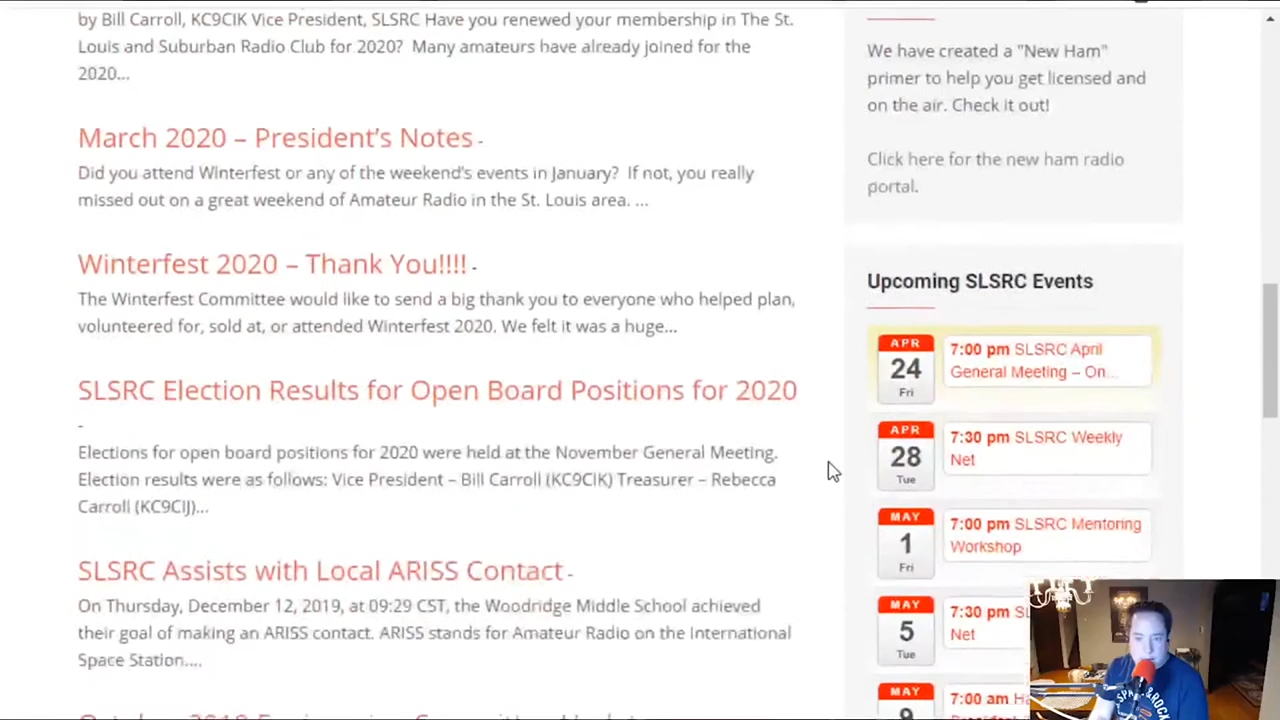 by Bill Carroll, KC9CIK Vice President, SLSRC Have you renewed your membership in The St.
Louis and Suburban Radio Club for 2020? Many amateurs have already joined for the
2020...
March 2020 – President's Notes -
Did you attend Winterfest or any of the weekend's events in January? If not, you really
missed out on a great weekend of Amateur Radio in the St. Louis area. ...
Winterfest 2020 – Thank You!!!! -
The Winterfest Committee would like to send a big thank you to everyone who helped plan,
volunteered for, sold at, or attended Winterfest 2020. We felt it was a huge...
SLSRC Election Results for Open Board Positions for 2020
-
Elections for open board positions for 2020 were held at the November General Meeting.
Election results were as follows: Vice President – Bill Carroll (KC9CIK) Treasurer – Rebecca
Carroll (KC9CIJ)...
SLSRC Assists with Local ARISS Contact -
On Thursday, December 12, 2019, at 09:29 CST, the Woodridge Middle School achieved
their goal of making an ARISS contact. ARISS stands for Amateur Radio on the International
Space Station....
We have created a "New Ham"
primer to help you get licensed and
on the air. Check it out!
Click here for the new ham radio
portal.
Upcoming SLSRC Events
APR
24
Fri
7:00 pm SLSRC April
General Meeting – On...
APR
28
Tue
7:30 pm SLSRC Weekly
Net
MAY
1
Fri
7:00 pm SLSRC Mentoring
Workshop
MAY
5
Tue
7:30 pm
Net
MAY
9
7:00 am